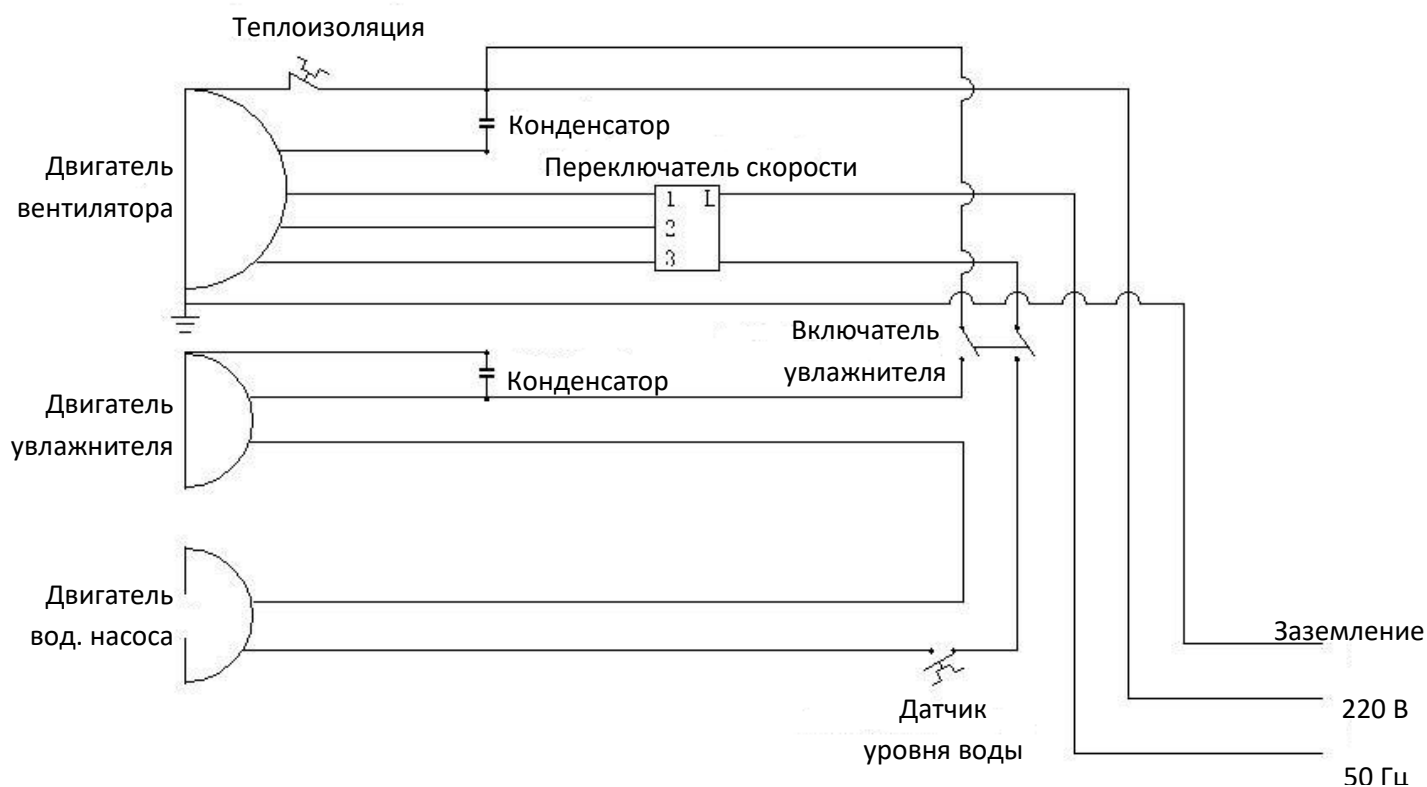 Теплоизоляция
Конденсатор
Переключатель скорости
Двигатель
вентилятора
1 L
2
3
Включатель
увлажнителя
Конденсатор
Двигатель
увлажнителя
Двигатель
вод. насоса
Заземление
220 В
Датчик
уровня воды
50 Гц